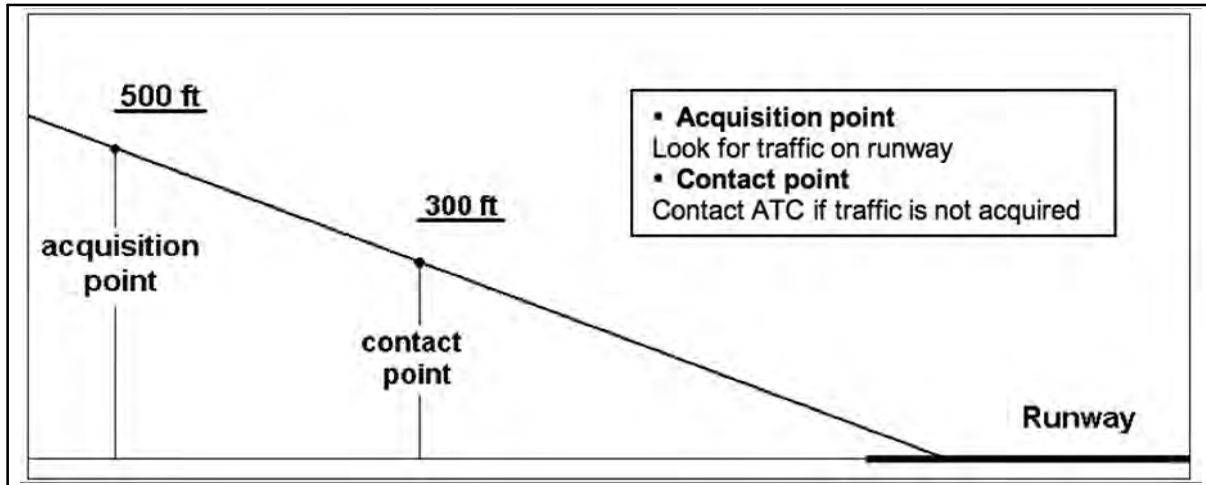 500 ft
acquisition
point
300 ft
contact
point
▪ Acquisition point
Look for traffic on runway
▪ Contact point
Contact ATC if traffic is not acquired
Runway